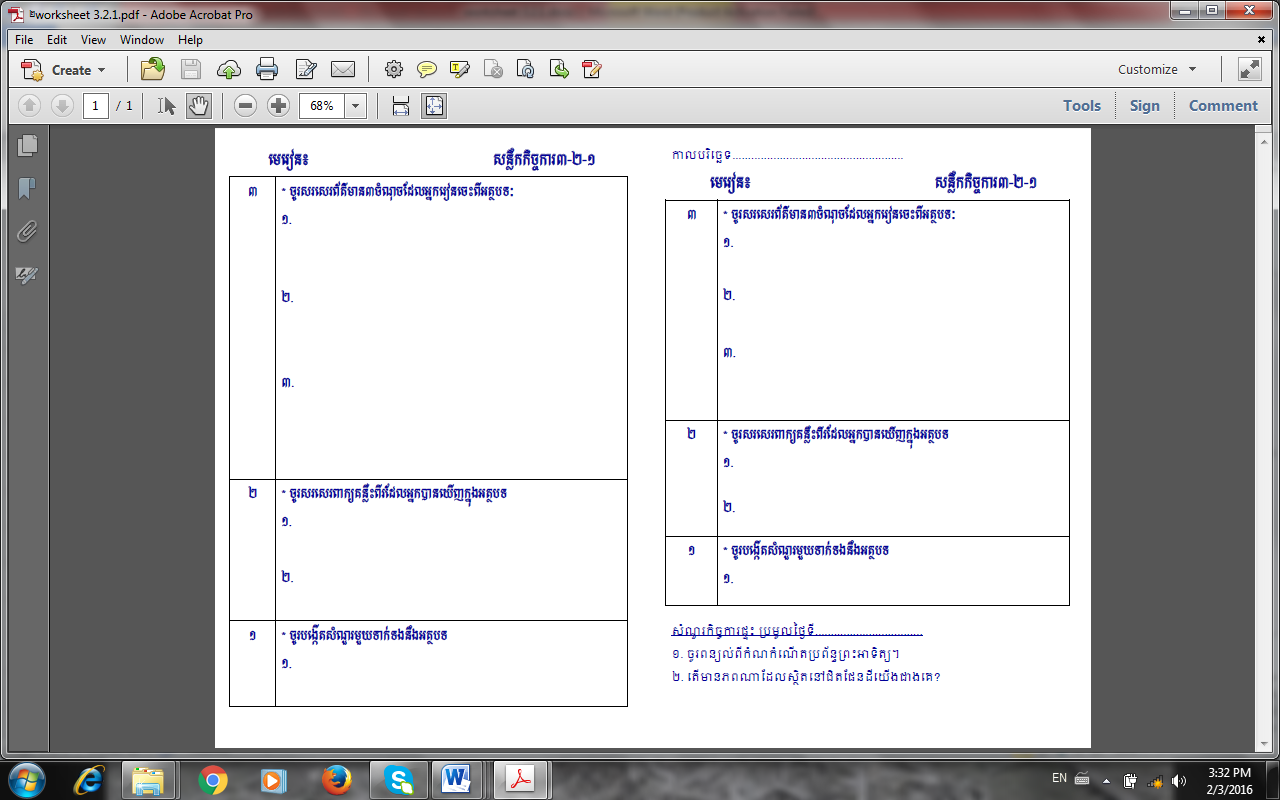 worksheet 3.2.1.pdf - Adobe Acrobat Pro
File Edit View Window Help
Create
Customize
1 / 1
68%
Tools Sign Comment
មេរៀន៖ សន្លឹកកិច្ចការ៣-២-១
៣
* ចូរសរសេរព័ត៌មាន៣ចំណុចដែលអ្នករៀនចេះពីអត្ថបទ:
១.
២.
៣.
២
* ចូរសរសេរពាក្យគន្លឹះពីរដែលអ្នកបានឃើញក្នុងអត្ថបទ
១.
២.
១
* ចូរបង្កើតសំណួរមួយទាក់ទងនឹងអត្ថបទ
១.
កាលបរិច្ឆេទ......................................................
មេរៀន៖ សន្លឹកកិច្ចការ៣-២-១
៣
* ចូរសរសេរព័ត៌មាន៣ចំណុចដែលអ្នករៀនចេះពីអត្ថបទ:
១.
២.
៣.
២
* ចូរសរសេរពាក្យគន្លឹះពីរដែលអ្នកបានឃើញក្នុងអត្ថបទ
១.
២.
១
* ចូរបង្កើតសំណួរមួយទាក់ទងនឹងអត្ថបទ
១.
សំណួរកិច្ចការផ្ទះ ប្រមូលថ្ងៃទី..................................
១. ចូរពន្យល់ពីកំណកំណើតប្រព័ន្ធព្រះអាទិត្យ។
២. តើមានភពណាដែលស្ថិតនៅជិតផែនដីយើងជាងគេ?
EN
3:32 PM
2/3/2016